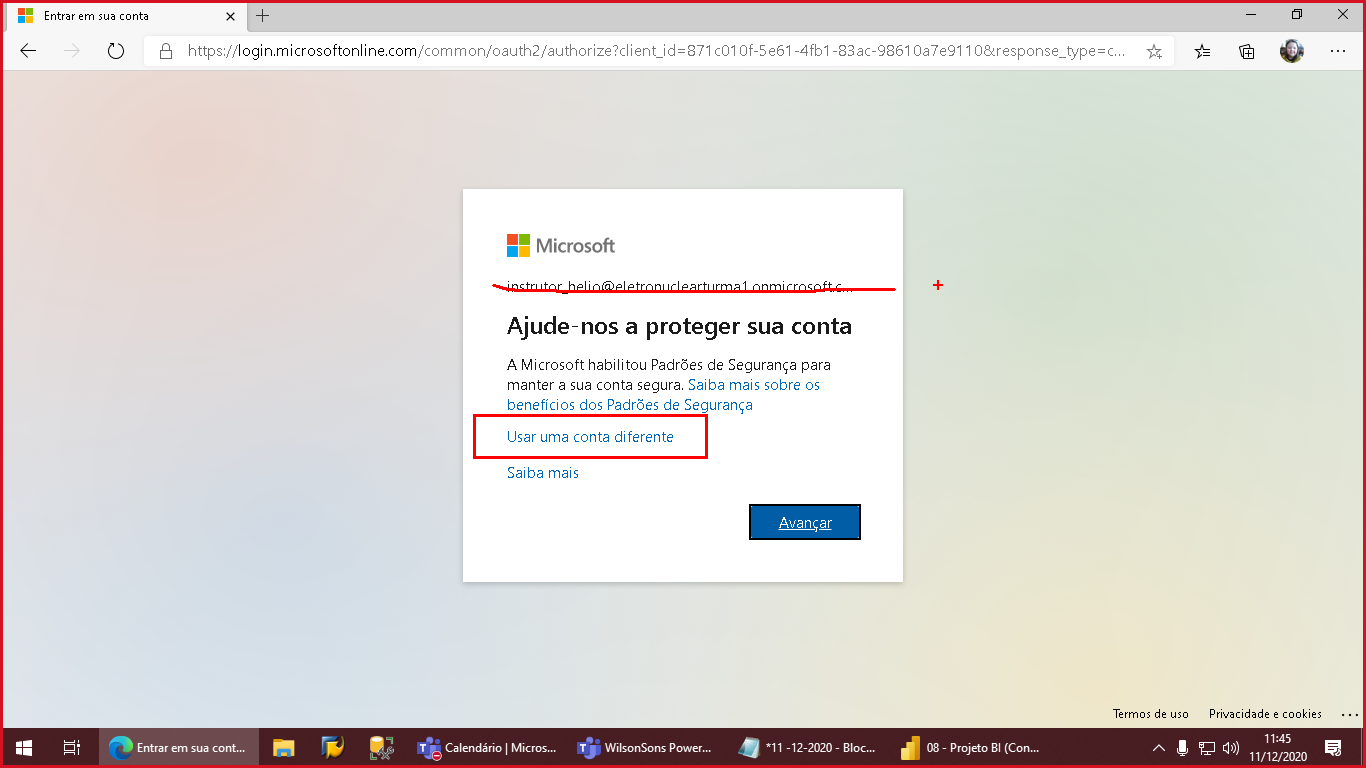 Entrar em sua conta
https://login.microsoftonline.com/common/oauth2/authorize?client_id=871c010f-5e61-4fb1-83ac-98610a7e9110&response_type=c...
Microsoft
instrutor_helio@eletronuclearturma1.onmicrosoft.c...
Ajude-nos a proteger sua conta
A Microsoft habilitou Padrões de Segurança para
manter a sua conta segura. Saiba mais sobre os
benefícios dos Padrões de Segurança
Usar uma conta diferente
Saiba mais
Avançar
Termos de uso Privacidade e cookies ...
Entrar em sua cont... Calendário | Micros... WilsonSons Power... *11 -12-2020 - Bloc... 08 - Projeto BI (Con...
11:45
11/12/2020